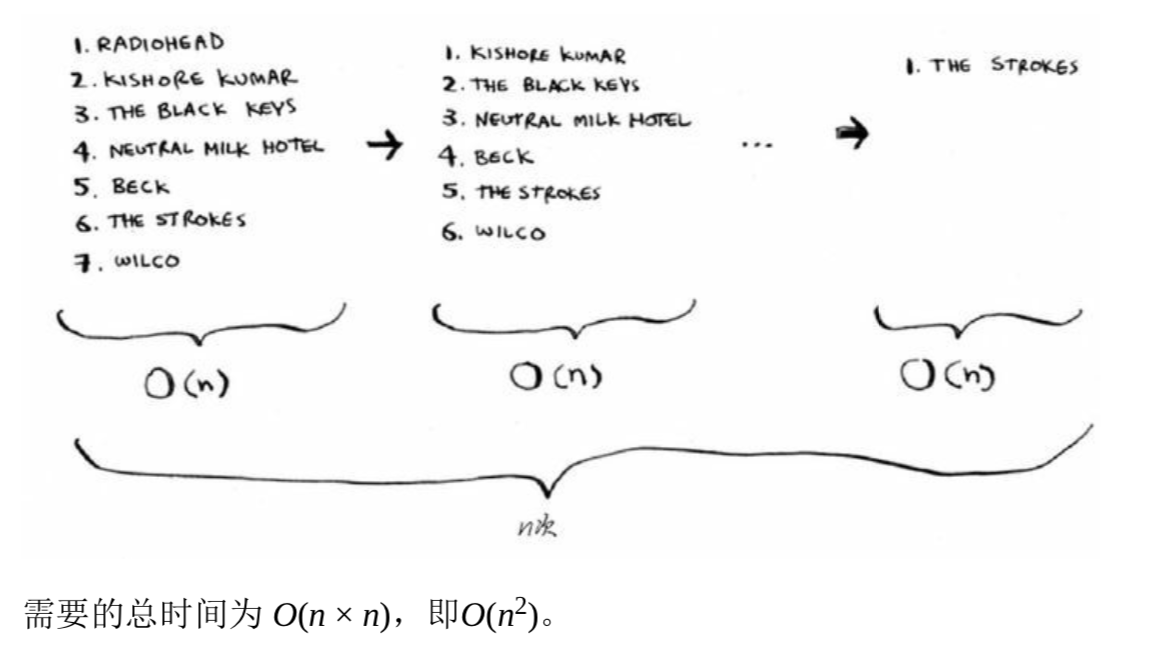 1. RADIOHEAD
2. KISHORE KUMAR
3. THE BLACK KEYS
4. NEUTRAL MILK HOTEL
5. BECK
6. THE STROKES
7. WILCO
→
1. KISHORE KUMAR
2. THE BLACK KEYS
3. NEUTRAL MILK HOTEL
4. BECK
5. THE STROKES
6. WILCO
... →
1. THE STROKES
O(n)
O(n)
O(n)
n次
需要的总时间为 O(n × n)，即O(n²)。